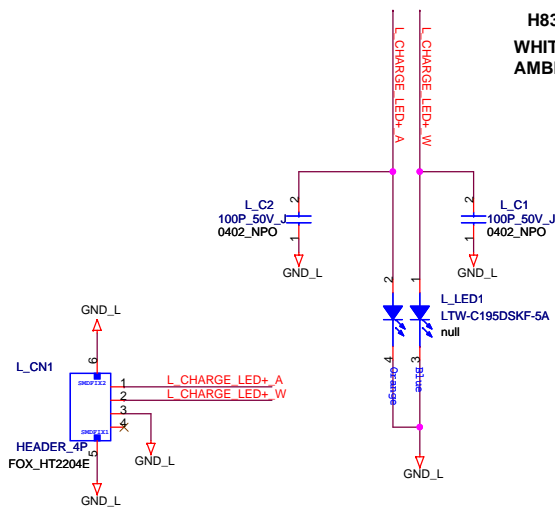 H83
WHIT
AMBI
L_CHARGE_LED+_A
L_CHARGE_LED+_W
2
L_C2
100P_50V_J
0402_NPO
1
GND_L
2
L_C1
100P_50V_J
0402_NPO
1
GND_L
2
1
L_LED1
LTW-C195DSKF-5A
null
4
3
Orange
Blue
GND_L
GND_L
6
L_CN1
SMDFIX2
1
L_CHARGE_LED+_A
2
L_CHARGE_LED+_W
3
4
SMDFIX1
HEADER_4P
5
FOX_HT2204E
GND_L
GND_L